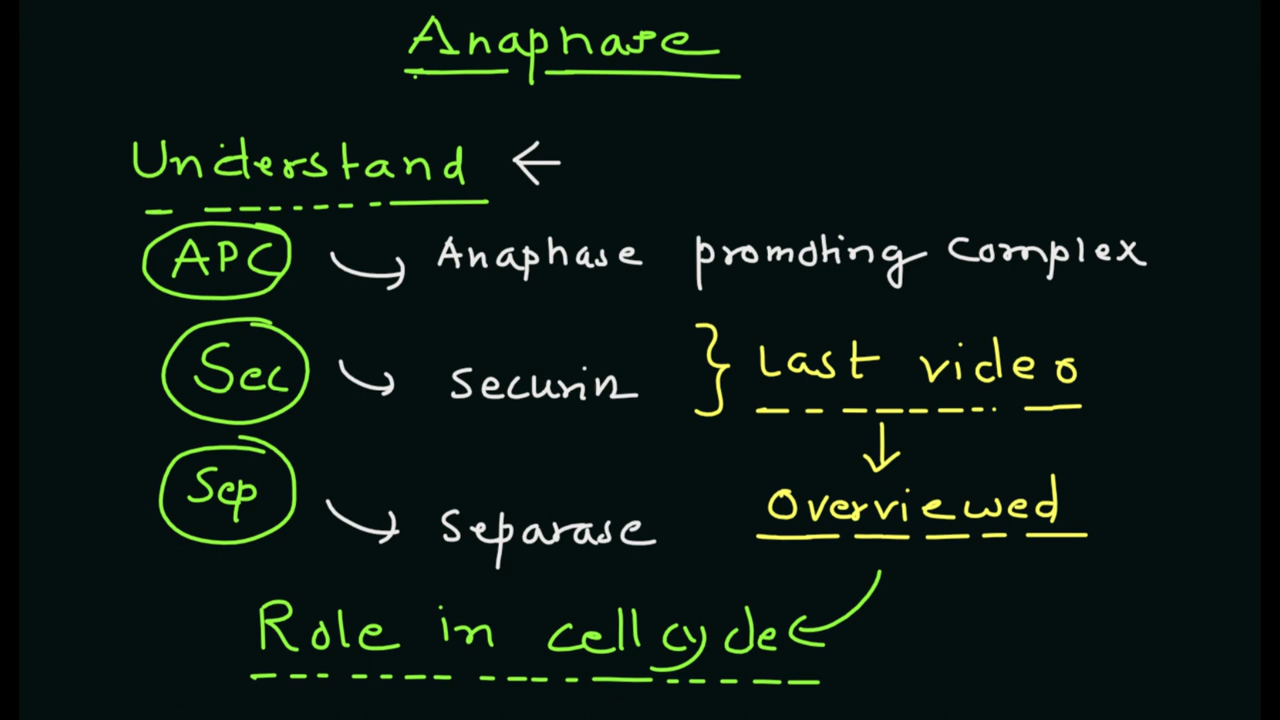 Anaphase
Understand ←
APC Anaphase promoting complex
Sec Securin } Last video
↓
Overviewed
Sep Separase
Role in cell cycle